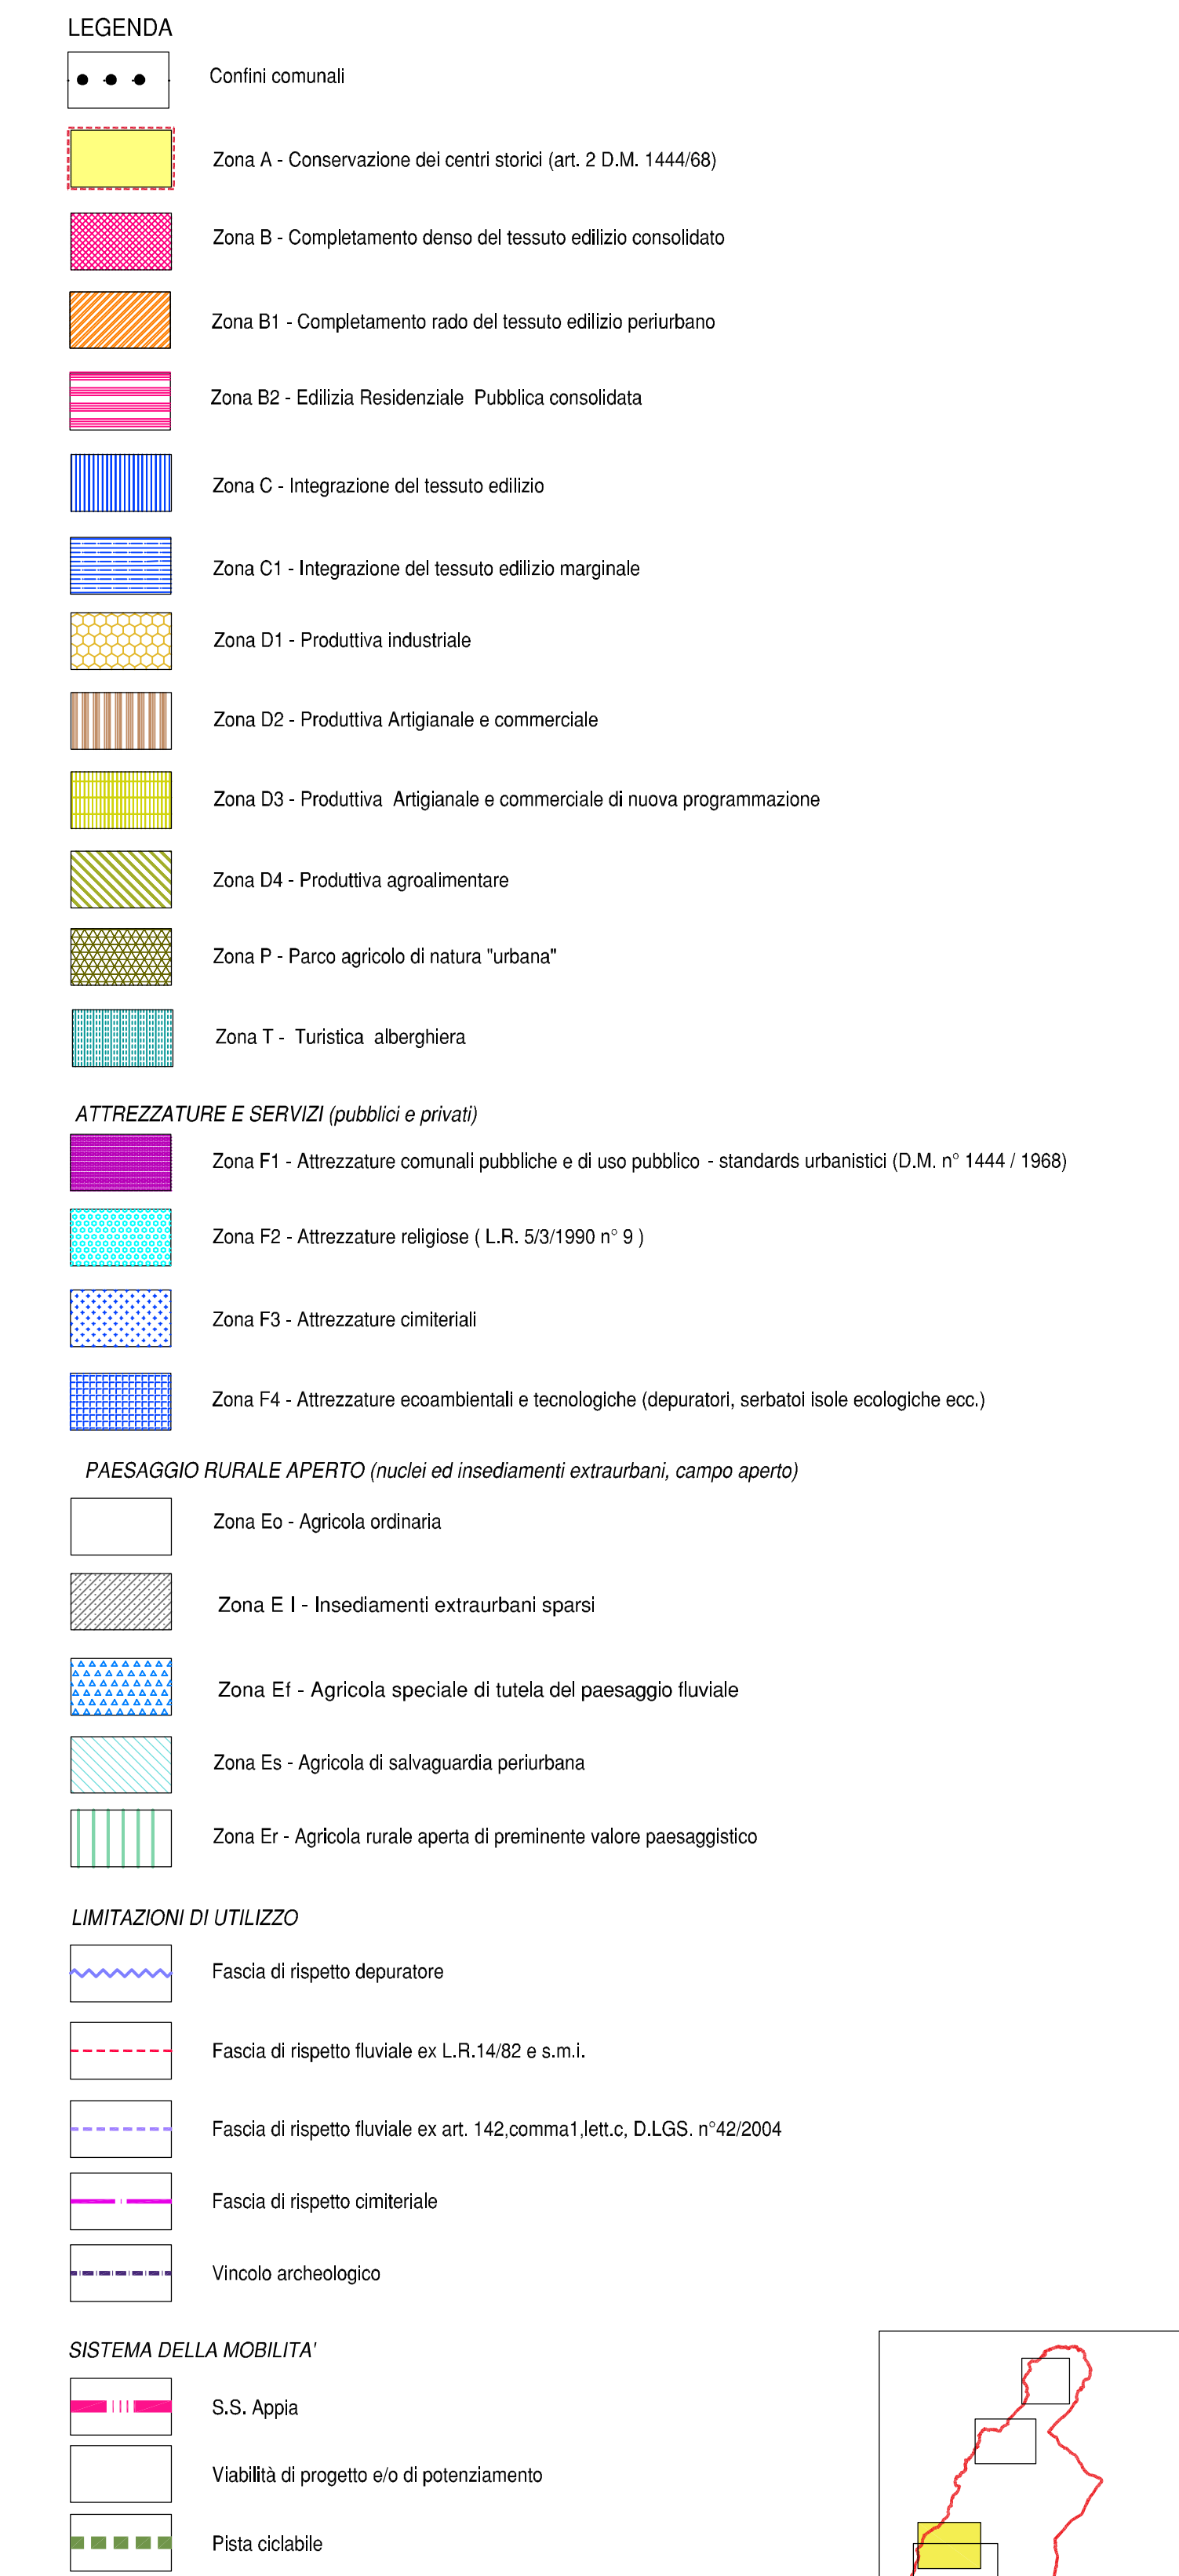 LEGENDA
Confini comunali
Zona A - Conservazione dei centri storici (art. 2 D.M. 1444/68)
Zona B - Completamento denso del tessuto edilizio consolidato
Zona B1 - Completamento rado del tessuto edilizio periurbano
Zona B2 - Edilizia Residenziale Pubblica consolidata
Zona C - Integrazione del tessuto edilizio
Zona C1 - Integrazione del tessuto edilizio marginale
Zona D1 - Produttiva industriale
Zona D2 - Produttiva Artigianale e commerciale
Zona D3 - Produttiva Artigianale e commerciale di nuova programmazione
Zona D4 - Produttiva agroalimentare
Zona P - Parco agricolo di natura "urbana"
Zona T - Turistica alberghiera
ATTREZZATURE E SERVIZI (pubblici e privati)
Zona F1 - Attrezzature comunali pubbliche e di uso pubblico - standards urbanistici (D.M. n° 1444 / 1968)
Zona F2 - Attrezzature religiose ( L.R. 5/3/1990 n° 9 )
Zona F3 - Attrezzature cimiteriali
Zona F4 - Attrezzature ecoambientali e tecnologiche (depuratori, serbatoi isole ecologiche ecc.)
PAESAGGIO RURALE APERTO (nuclei ed insediamenti extraurbani, campo aperto)
Zona Eo - Agricola ordinaria
Zona E I - Insediamenti extraurbani sparsi
Zona Ef - Agricola speciale di tutela del paesaggio fluviale
Zona Es - Agricola di salvaguardia periurbana
Zona Er - Agricola rurale aperta di preminente valore paesaggistico
LIMITAZIONI DI UTILIZZO
Fascia di rispetto depuratore
Fascia di rispetto fluviale ex L.R.14/82 e s.m.i.
Fascia di rispetto fluviale ex art. 142,comma1,lett.c, D.LGS. n°42/2004
Fascia di rispetto cimiteriale
Vincolo archeologico
SISTEMA DELLA MOBILITA'
S.S. Appia
Viabilità di progetto e/o di potenziamento
Pista ciclabile